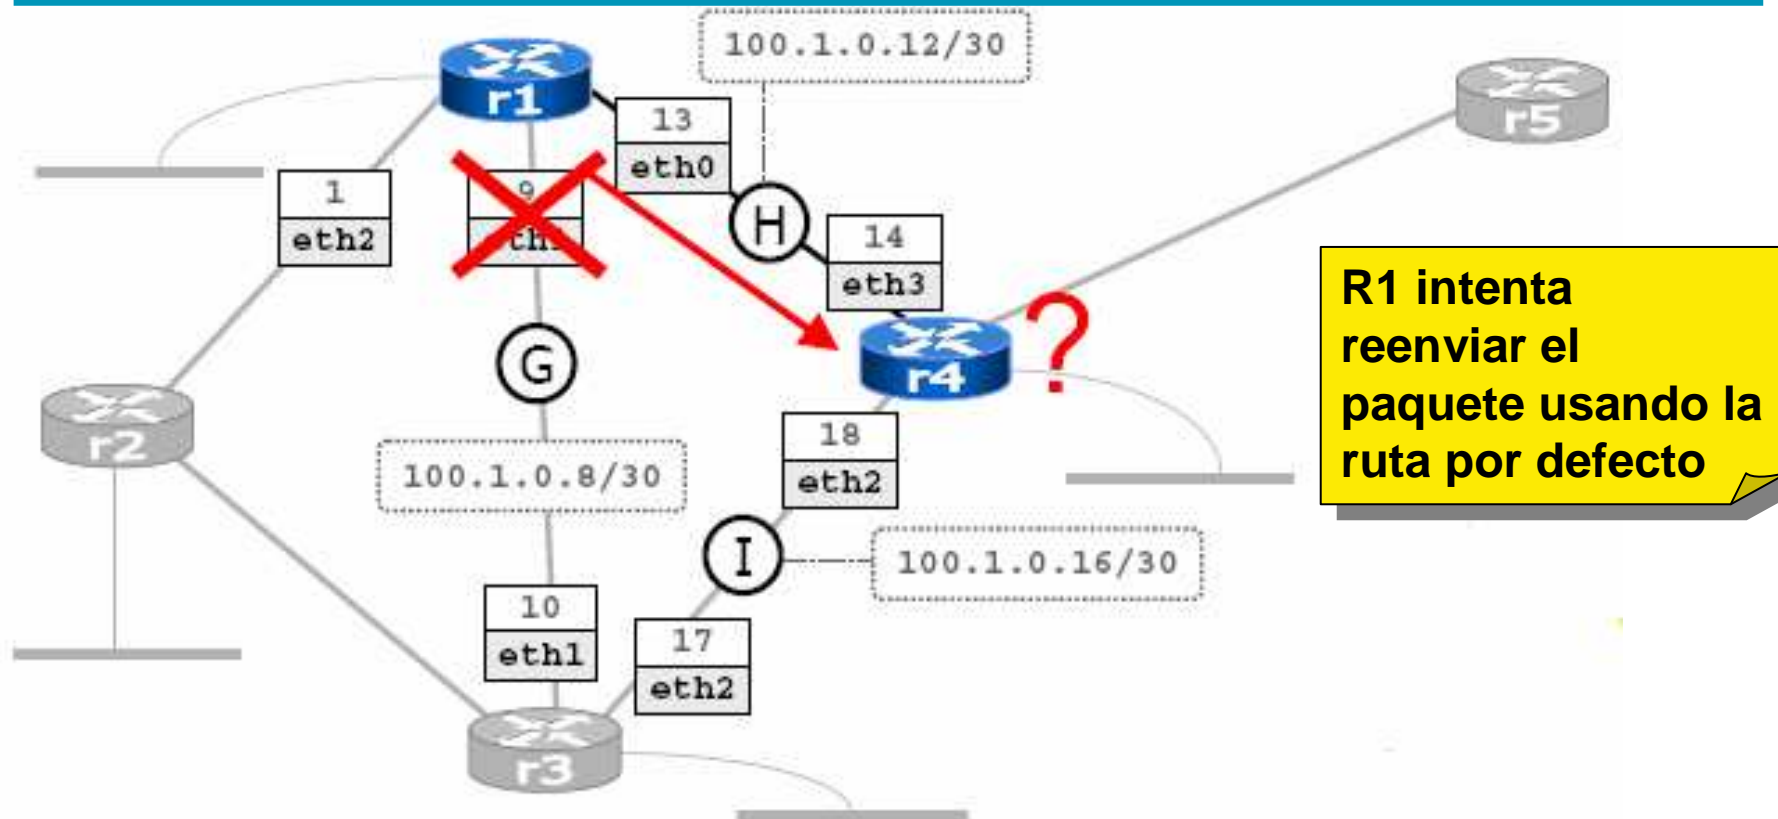 100.1.0.12/30
r1
r5
13
eth0
1
eth2
9
H
14
eth3
R1 intenta
reenviar el
paquete usando la
ruta por defecto
?
G
r4
r2
18
eth2
100.1.0.8/30
I
100.1.0.16/30
10
eth1
17
eth2
r3